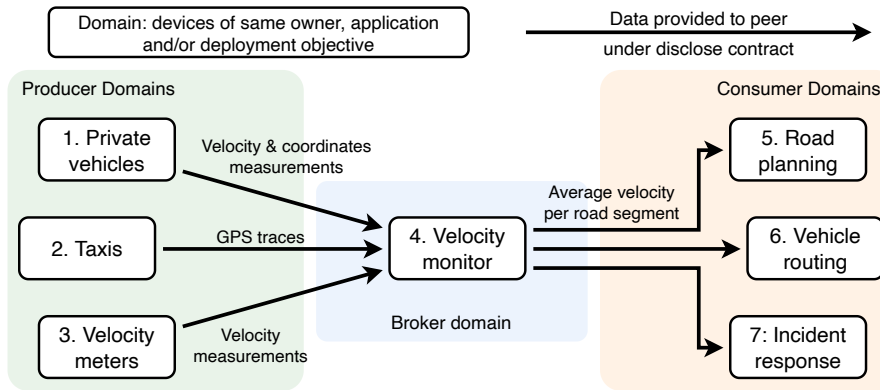 Domain: devices of same owner, application
and/or deployment objective
Data provided to peer
under disclose contract
Producer Domains
Consumer Domains
1. Private
vehicles
Velocity & coordinates
measurements
2. Taxis
GPS traces
3. Velocity
meters
Velocity
measurements
4. Velocity
monitor
Broker domain
Average velocity
per road segment
5. Road
planning
6. Vehicle
routing
7: Incident
response